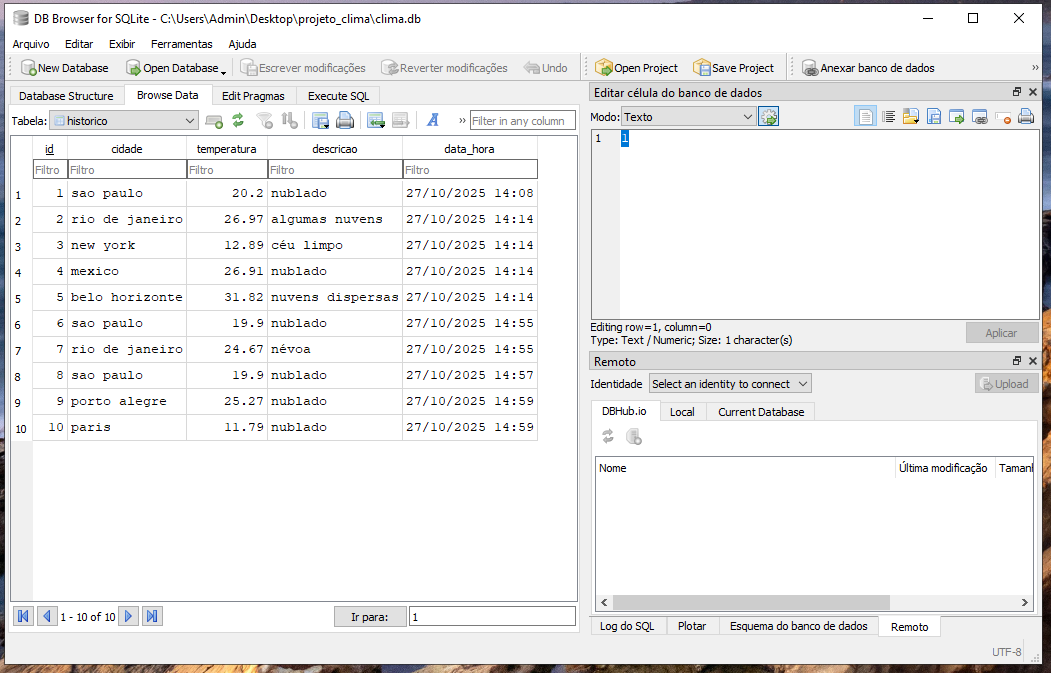 DB Browser for SQLite - C:\Users\Admin\Desktop\projeto_clima\clima.db
Arquivo Editar Exibir Ferramentas Ajuda
New Database Open Database Escrever modificações Reverter modificações Undo Open Project Save Project Anexar banco de dados »
Database Structure Browse Data Edit Pragmas Execute SQL
Tabela: historico » Filter in any column
id cidade temperatura descricao data_hora
Filtro Filtro Filtro Filtro Filtro
1 1 sao paulo 20.2 nublado 27/10/2025 14:08
2 2 rio de janeiro 26.97 algumas nuvens 27/10/2025 14:14
3 3 new york 12.89 céu limpo 27/10/2025 14:14
4 4 mexico 26.91 nublado 27/10/2025 14:14
5 5 belo horizonte 31.82 nuvens dispersas 27/10/2025 14:14
6 6 sao paulo 19.9 nublado 27/10/2025 14:55
7 7 rio de janeiro 24.67 névoa 27/10/2025 14:55
8 8 sao paulo 19.9 nublado 27/10/2025 14:57
9 9 porto alegre 25.27 nublado 27/10/2025 14:59
10 10 paris 11.79 nublado 27/10/2025 14:59
1 - 10 of 10 Ir para: 1
Editar célula do banco de dados
Modo: Texto
1 1
Editing row=1, column=0
Type: Text / Numeric; Size: 1 character(s)
Aplicar
Remoto
Identidade Select an identity to connect Upload
DBHub.io Local Current Database
Nome Última modificação Tamanl
Log do SQL Plotar Esquema do banco de dados Remoto
UTF-8